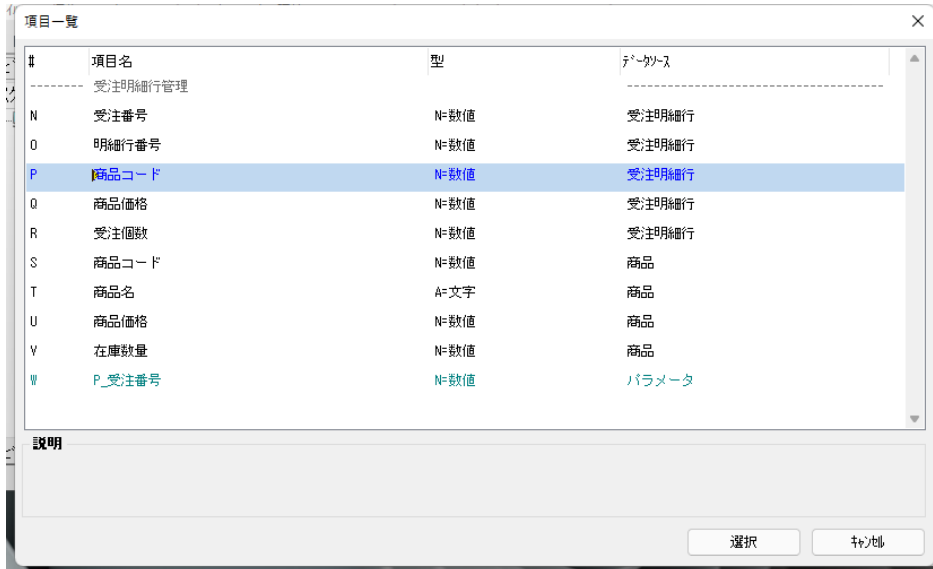 項目一覧
# 項目名 型 ﾃﾞｰﾀｿｰｽ
-------- 受注明細行管理 --------------------------------------
N 受注番号 N=数値 受注明細行
O 明細行番号 N=数値 受注明細行
P 商品コード N=数値 受注明細行
Q 商品価格 N=数値 受注明細行
R 受注個数 N=数値 受注明細行
S 商品コード N=数値 商品
T 商品名 A=文字 商品
U 商品価格 N=数値 商品
V 在庫数量 N=数値 商品
W P_受注番号 N=数値 パラメータ
説明
選択 ｷｬﾝｾﾙ